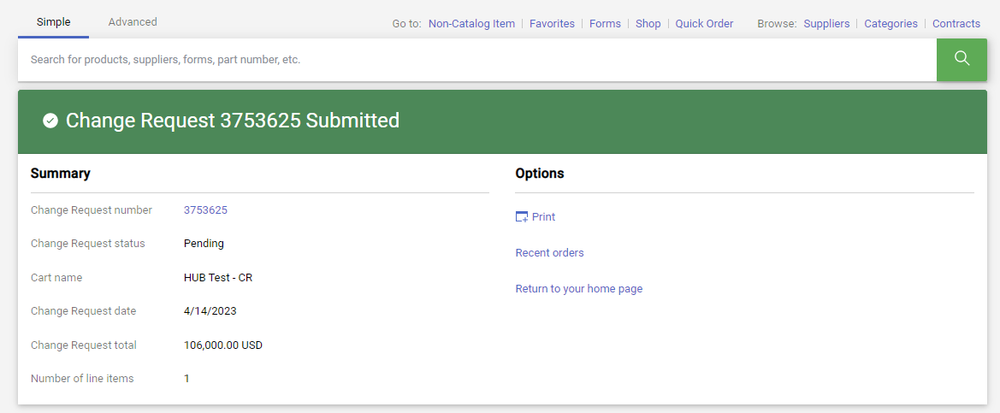 Simple Advanced Go to: Non-Catalog Item Favorites Forms Shop Quick Order Browse: Suppliers Categories Contracts
Search for products, suppliers, forms, part number, etc.
Change Request 3753625 Submitted
Summary
Change Request number 3753625
Change Request status Pending
Cart name HUB Test - CR
Change Request date 4/14/2023
Change Request total 106,000.00 USD
Number of line items 1
Options
Print
Recent orders
Return to your home page